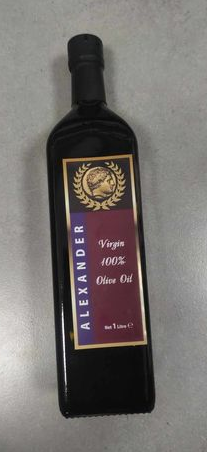 ALEXANDER
Virgin
100%
Olive Oil
Net 1 Litre ℮